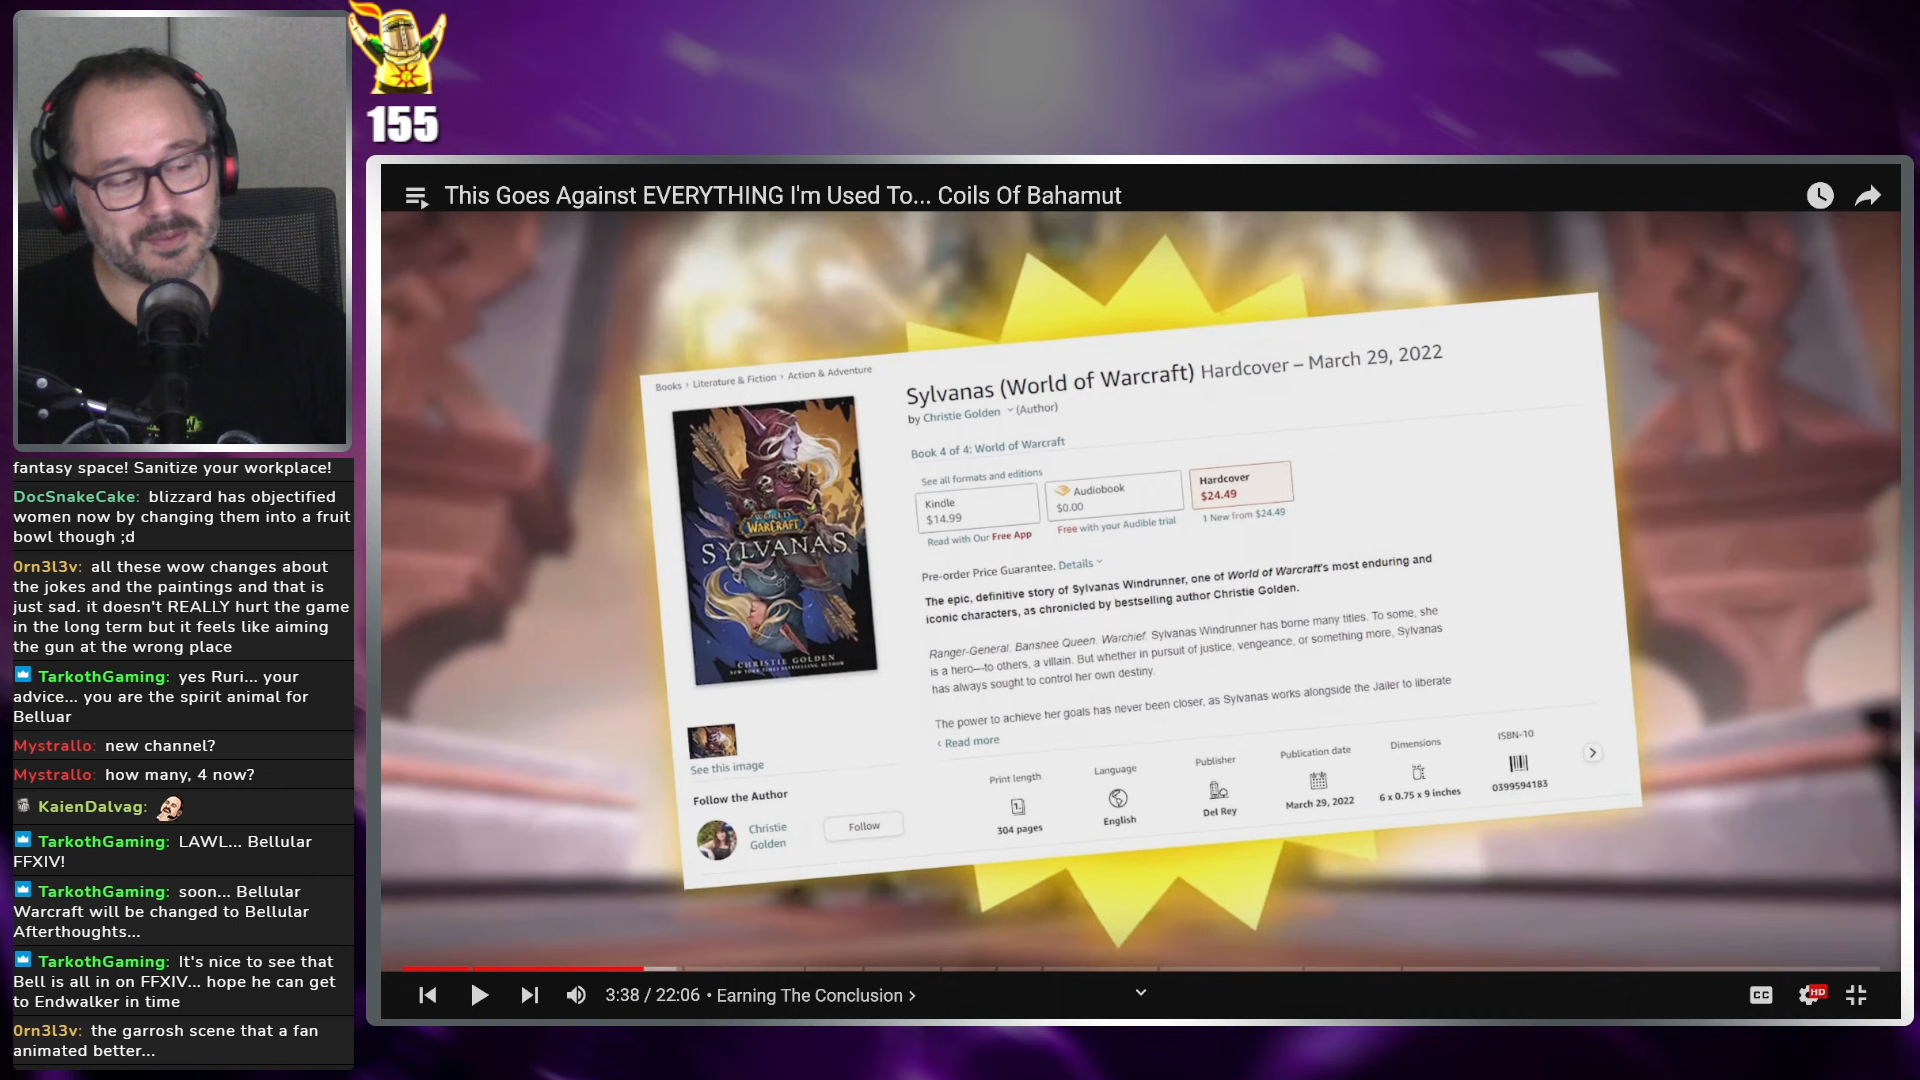 155
fantasy space! Sanitize your workplace!
DocSnakeCake: blizzard has objectified
women now by changing them into a fruit
bowl though ;d
0rn3l3v: all these wow changes about
the jokes and the paintings and that is
just sad. it doesn't REALLY hurt the game
in the long term but it feels like aiming
the gun at the wrong place
TarkothGaming: yes Ruri... your
advice... you are the spirit animal for
Belluar
Mystrallo: new channel?
Mystrallo: how many, 4 now?
KaienDalvag:
TarkothGaming: LAWL... Bellular
FFXIV!
TarkothGaming: soon... Bellular
Warcraft will be changed to Bellular
Afterthoughts...
TarkothGaming: It's nice to see that
Bell is all in on FFXIV... hope he can get
to Endwalker in time
0rn3l3v: the garrosh scene that a fan
animated better...
This Goes Against EVERYTHING I'm Used To... Coils Of Bahamut
Books › Literature & Fiction › Action & Adventure
WORLD OF
WARCRAFT
SYLVANAS
CHRISTIE GOLDEN
NEW YORK TIMES BESTSELLING AUTHOR
See this image
Follow the Author
Christie
Golden
Follow
Sylvanas (World of Warcraft) Hardcover – March 29, 2022
by Christie Golden (Author)
Book 4 of 4: World of Warcraft
See all formats and editions
Kindle
$14.99
Read with Our Free App
Audiobook
$0.00
Free with your Audible trial
Hardcover
$24.49
1 New from $24.49
Pre-order Price Guarantee. Details
The epic, definitive story of Sylvanas Windrunner, one of World of Warcraft's most enduring and
iconic characters, as chronicled by bestselling author Christie Golden.
Ranger-General. Banshee Queen. Warchief. Sylvanas Windrunner has borne many titles. To some, she
is a hero—to others, a villain. But whether in pursuit of justice, vengeance, or something more, Sylvanas
has always sought to control her own destiny.
The power to achieve her goals has never been closer, as Sylvanas works alongside the Jailer to liberate
‹ Read more
Print length
1.
304 pages
Language
English
Publisher
Del Rey
Publication date
March 29, 2022
Dimensions
6 x 0.75 x 9 inches
ISBN-10
0399594183
3:38 / 22:06 • Earning The Conclusion ›
CC
HD